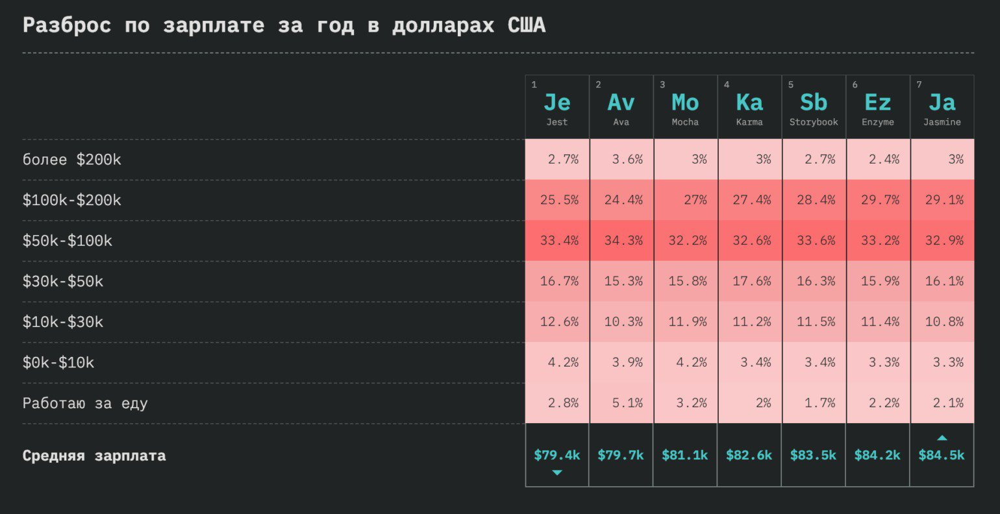 Разброс по зарплате за год в долларах США
1 2 3 4 5 6 7
Je Av Mo Ka Sb Ez Ja
Jest Ava Mocha Karma Storybook Enzyme Jasmine
более $200k 2.7% 3.6% 3% 3% 2.7% 2.4% 3%
$100k-$200k 25.5% 24.4% 27% 27.4% 28.4% 29.7% 29.1%
$50k-$100k 33.4% 34.3% 32.2% 32.6% 33.6% 33.2% 32.9%
$30k-$50k 16.7% 15.3% 15.8% 17.6% 16.3% 15.9% 16.1%
$10k-$30k 12.6% 10.3% 11.9% 11.2% 11.5% 11.4% 10.8%
$0k-$10k 4.2% 3.9% 4.2% 3.4% 3.4% 3.3% 3.3%
Работаю за еду 2.8% 5.1% 3.2% 2% 1.7% 2.2% 2.1%
Средняя зарплата $79.4k $79.7k $81.1k $82.6k $83.5k $84.2k $84.5k